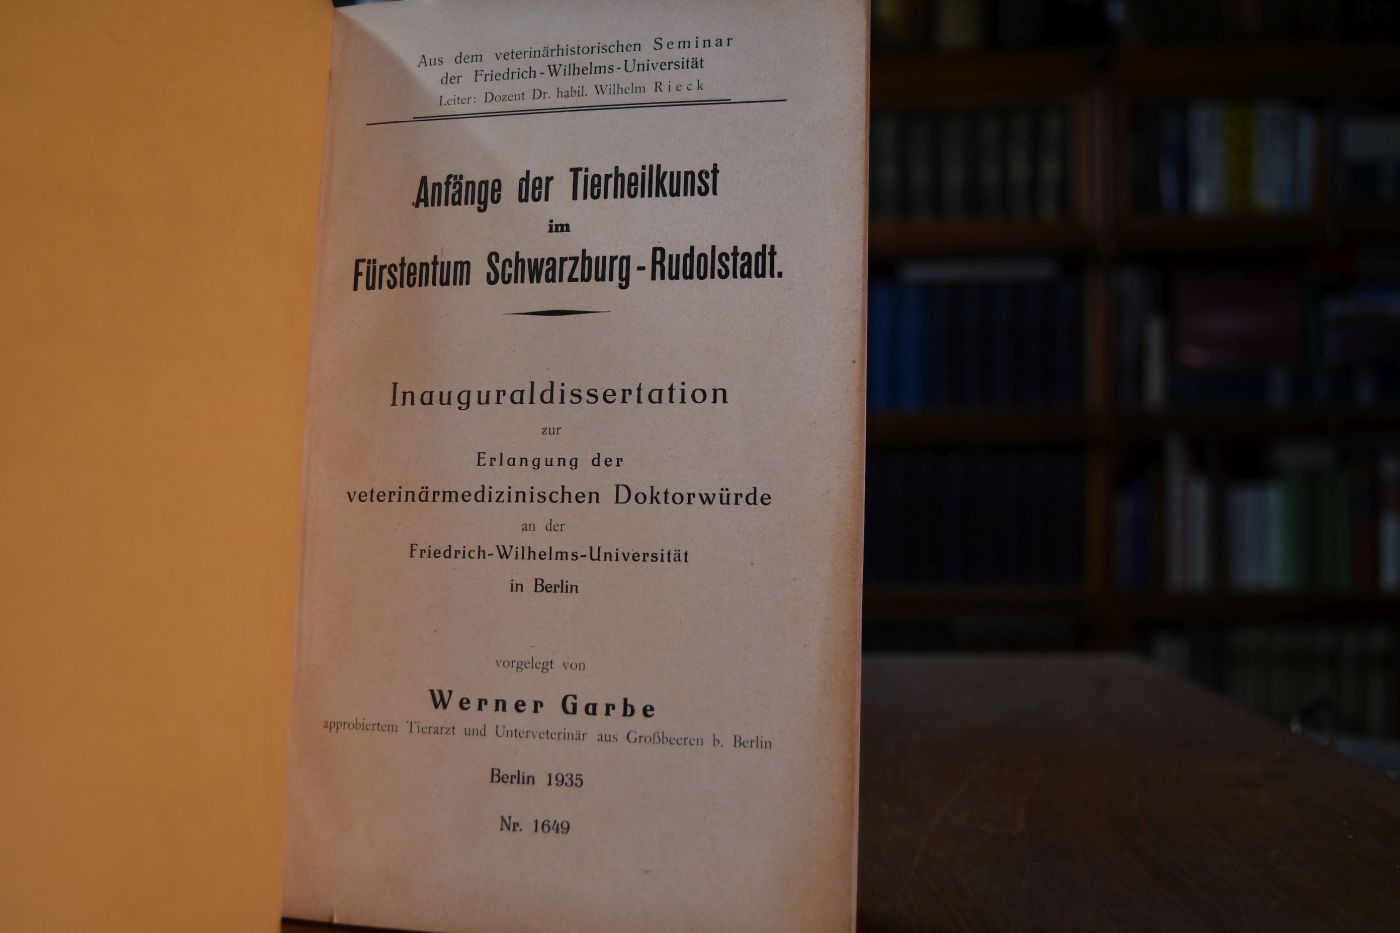 Aus dem veterinärhistorischen Seminar
der Friedrich-Wilhelms-Universität
Leiter: Dozent Dr. habil. Wilhelm Rieck
Anfänge der Tierheilkunst
im
Fürstentum Schwarzburg-Rudolstadt.
Inauguraldissertation
zur
Erlangung der
veterinärmedizinischen Doktorwürde
an der
Friedrich-Wilhelms-Universität
in Berlin
vorgelegt von
Werner Garbe
approbiertem Tierarzt und Unterveterinär aus Großbeeren b. Berlin
Berlin 1935
Nr. 1649